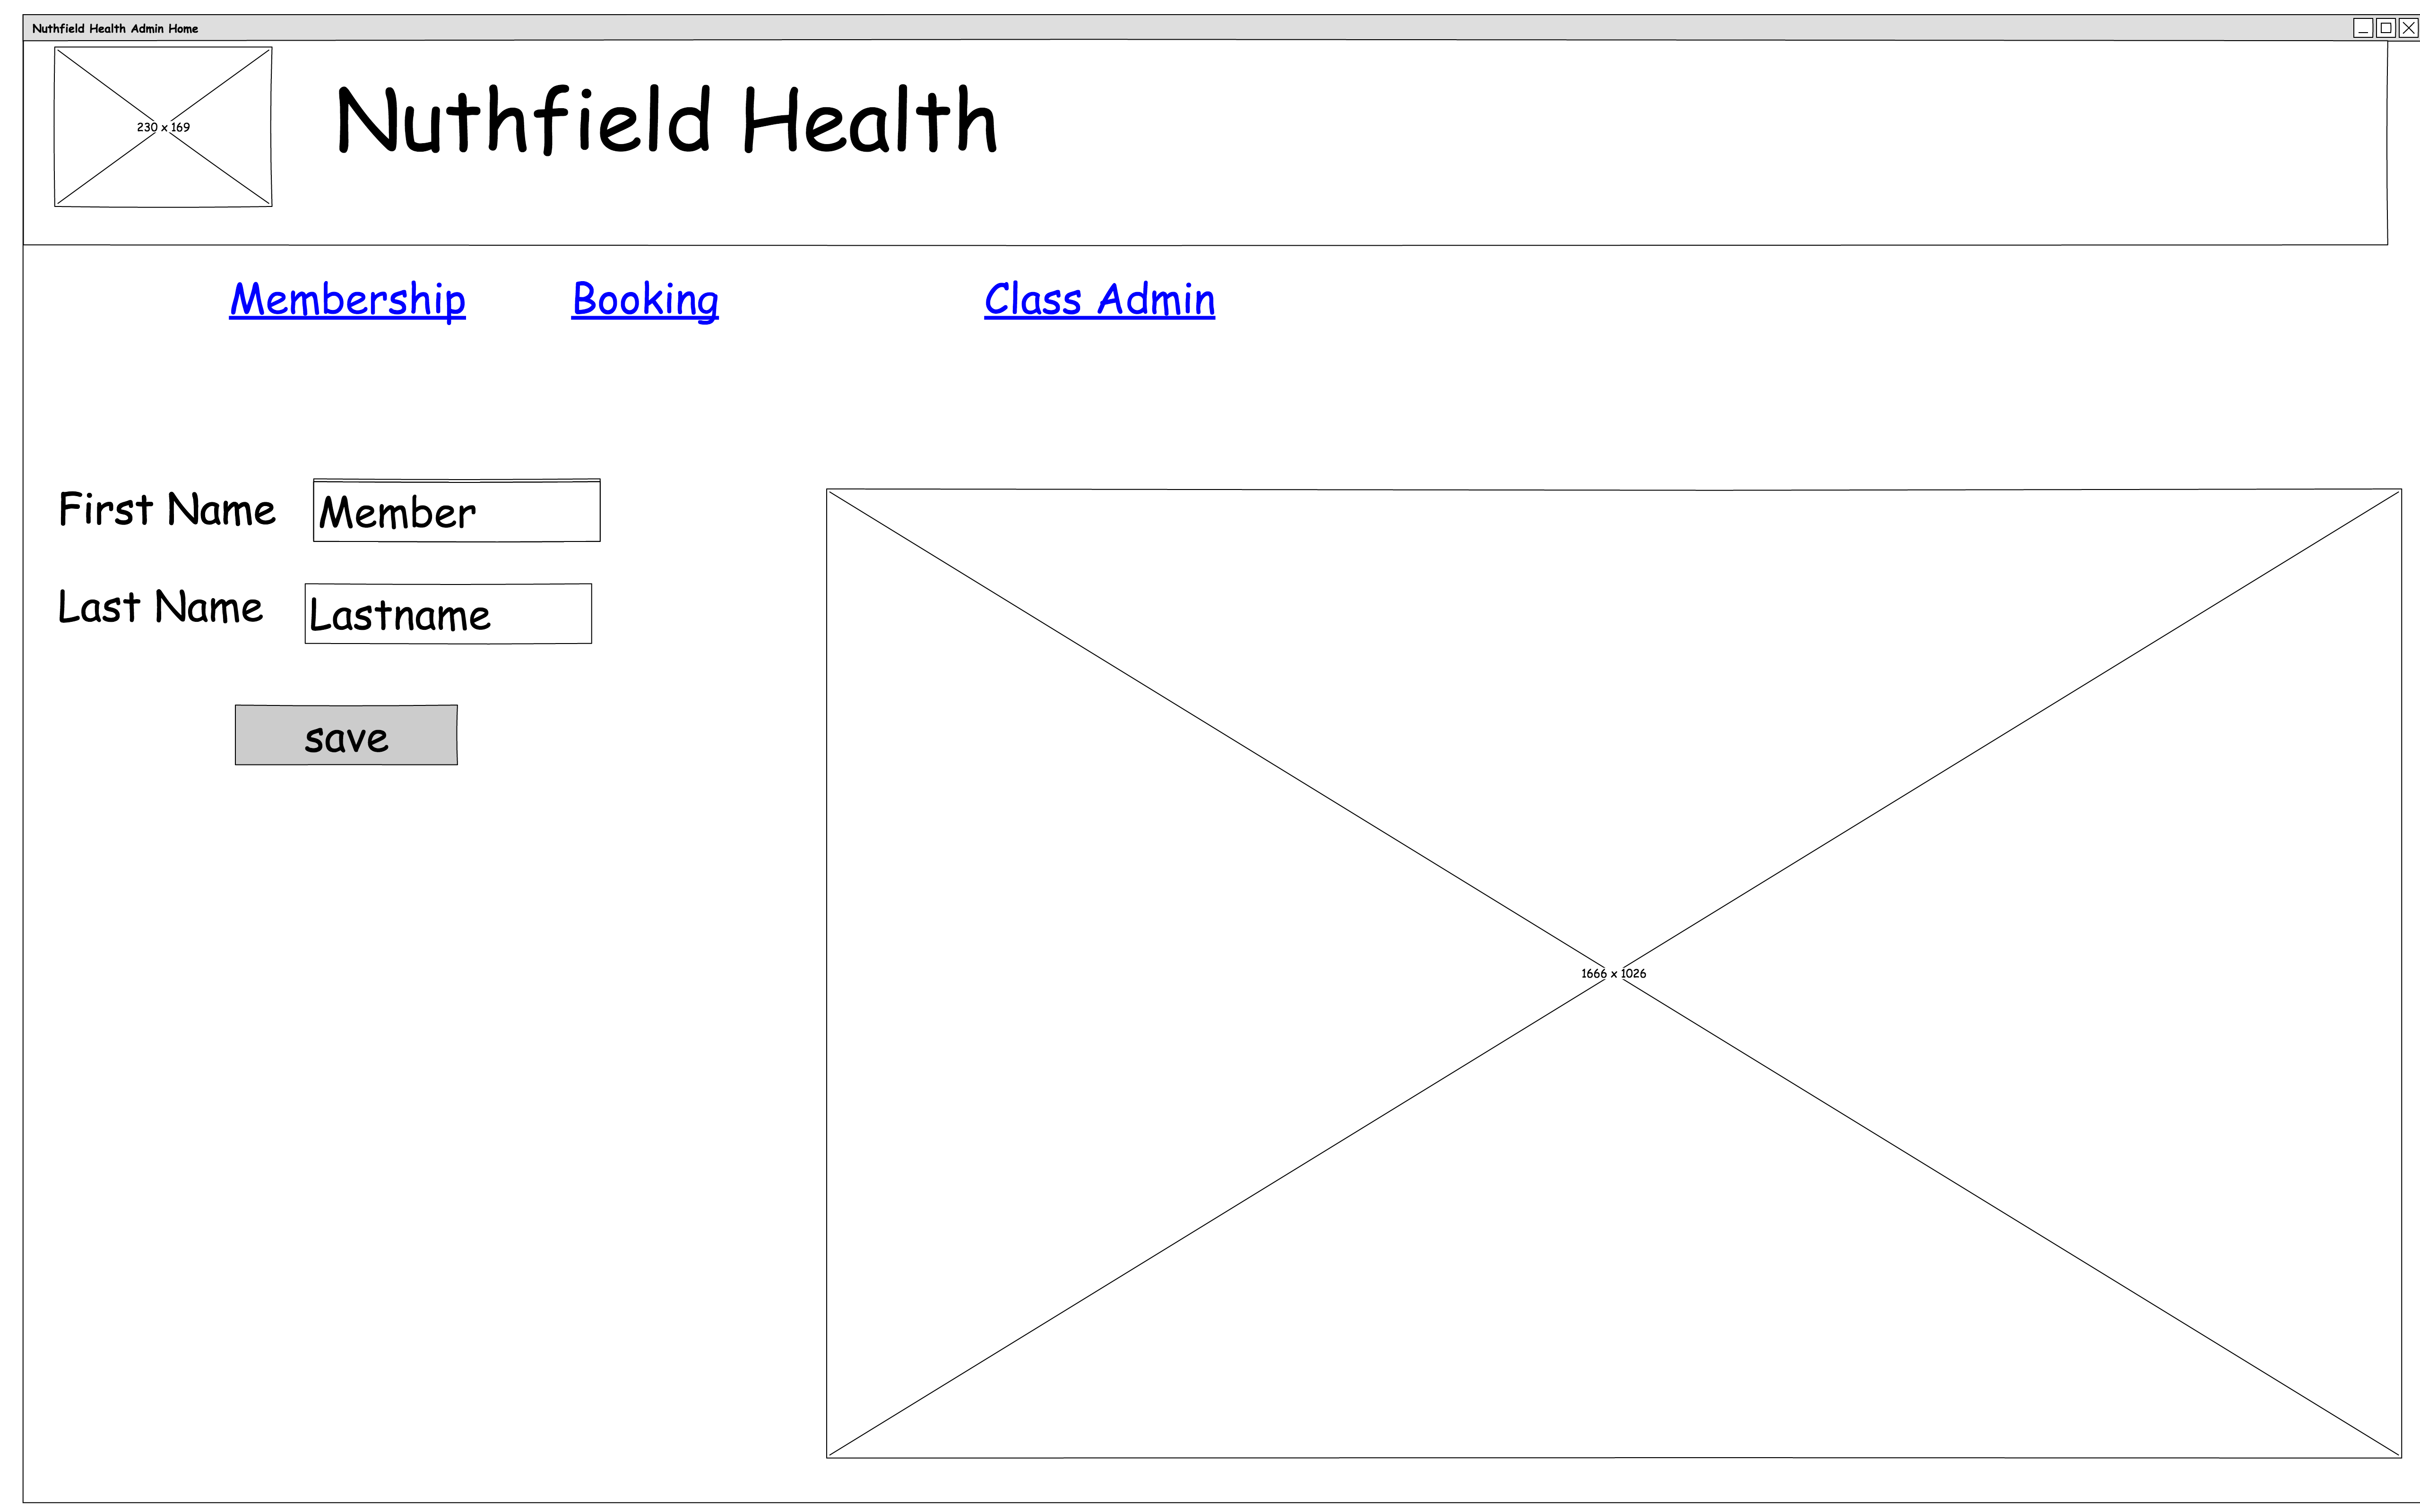 Nuthfield Health Admin Home
230 x 169
Nuthfield Health
Membership Booking Class Admin
First Name Member
Last Name Lastname
save
1666 x 1026